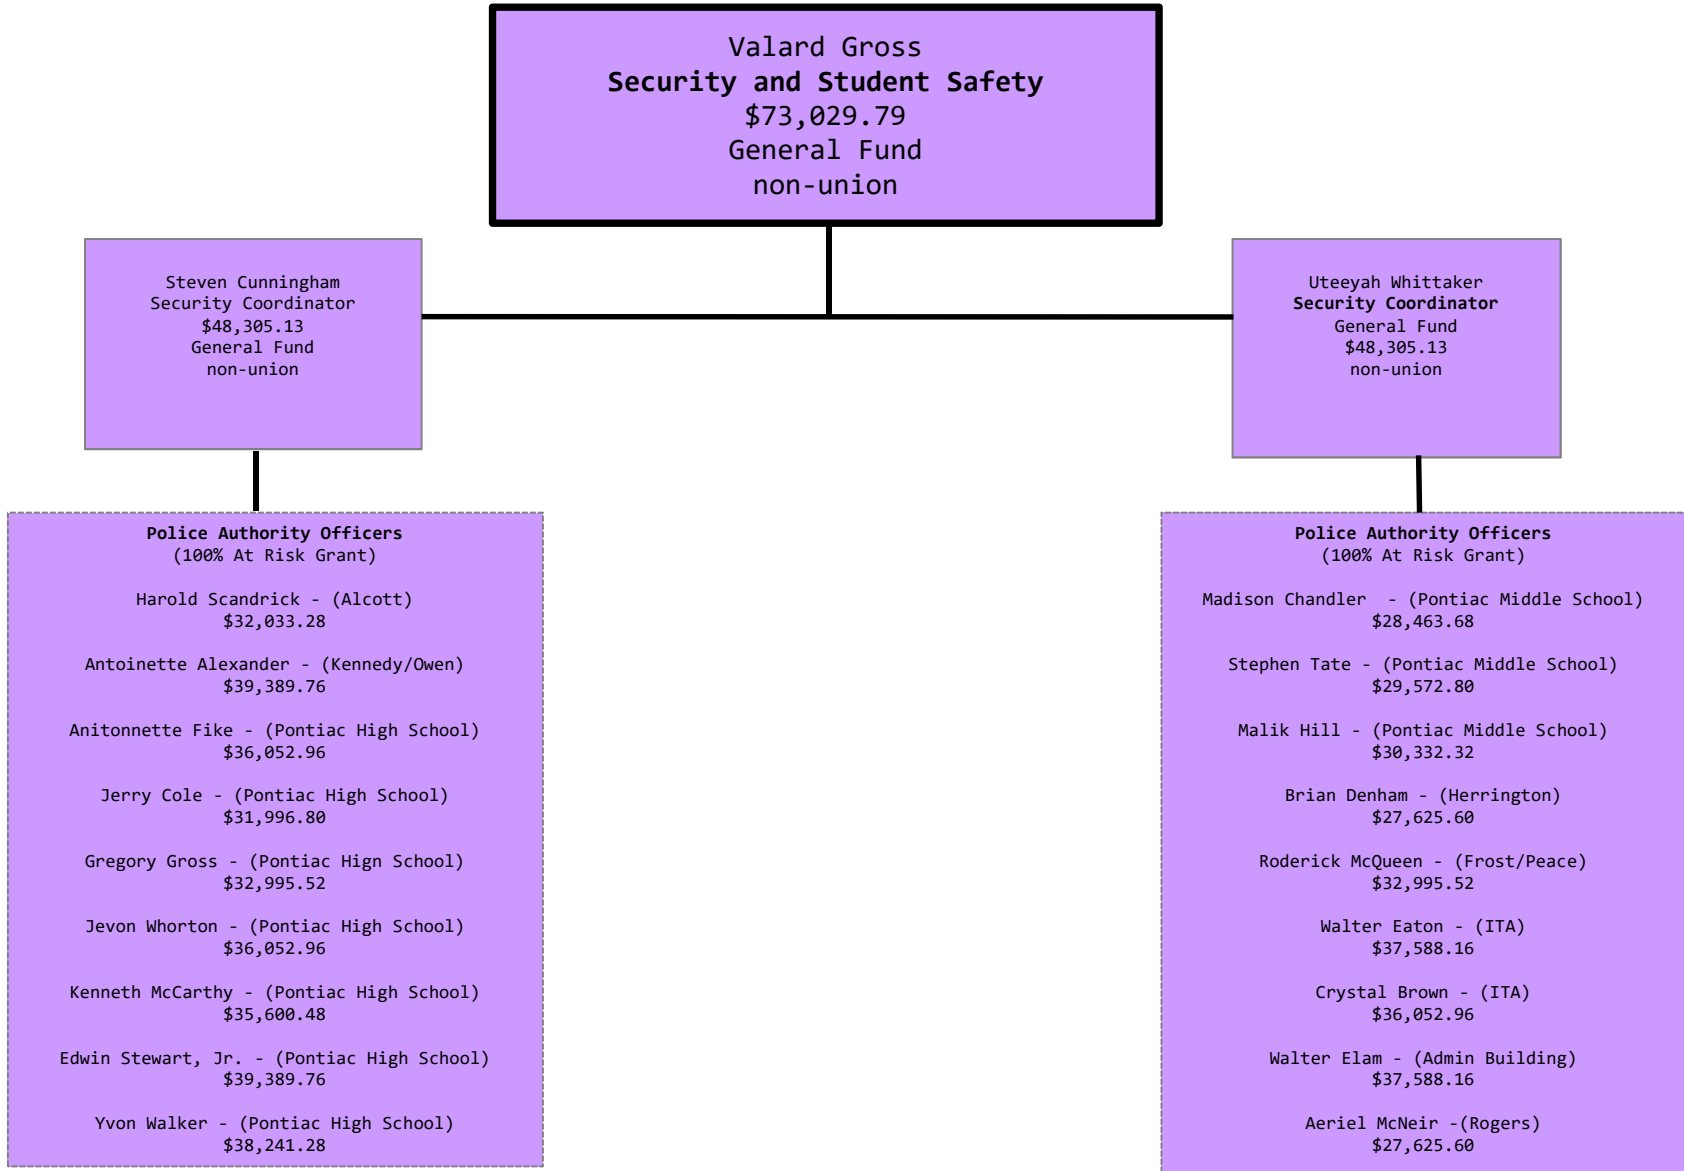 Valard Gross
Security and Student Safety
$73,029.79
General Fund
non-union
Steven Cunningham
Security Coordinator
$48,305.13
General Fund
non-union
Uteeyah Whittaker
Security Coordinator
General Fund
$48,305.13
non-union
Police Authority Officers
(100% At Risk Grant)
Harold Scandrick - (Alcott)
$32,033.28
Antoinette Alexander - (Kennedy/Owen)
$39,389.76
Anitonnette Fike - (Pontiac High School)
$36,052.96
Jerry Cole - (Pontiac High School)
$31,996.80
Gregory Gross - (Pontiac Hign School)
$32,995.52
Jevon Whorton - (Pontiac High School)
$36,052.96
Kenneth McCarthy - (Pontiac High School)
$35,600.48
Edwin Stewart, Jr. - (Pontiac High School)
$39,389.76
Yvon Walker - (Pontiac High School)
$38,241.28
Police Authority Officers
(100% At Risk Grant)
Madison Chandler  - (Pontiac Middle School)
$28,463.68
Stephen Tate - (Pontiac Middle School)
$29,572.80
Malik Hill - (Pontiac Middle School)
$30,332.32
Brian Denham - (Herrington)
$27,625.60
Roderick McQueen - (Frost/Peace)
$32,995.52
Walter Eaton - (ITA)
$37,588.16
Crystal Brown - (ITA)
$36,052.96
Walter Elam - (Admin Building)
$37,588.16
Aeriel McNeir -(Rogers)
$27,625.60